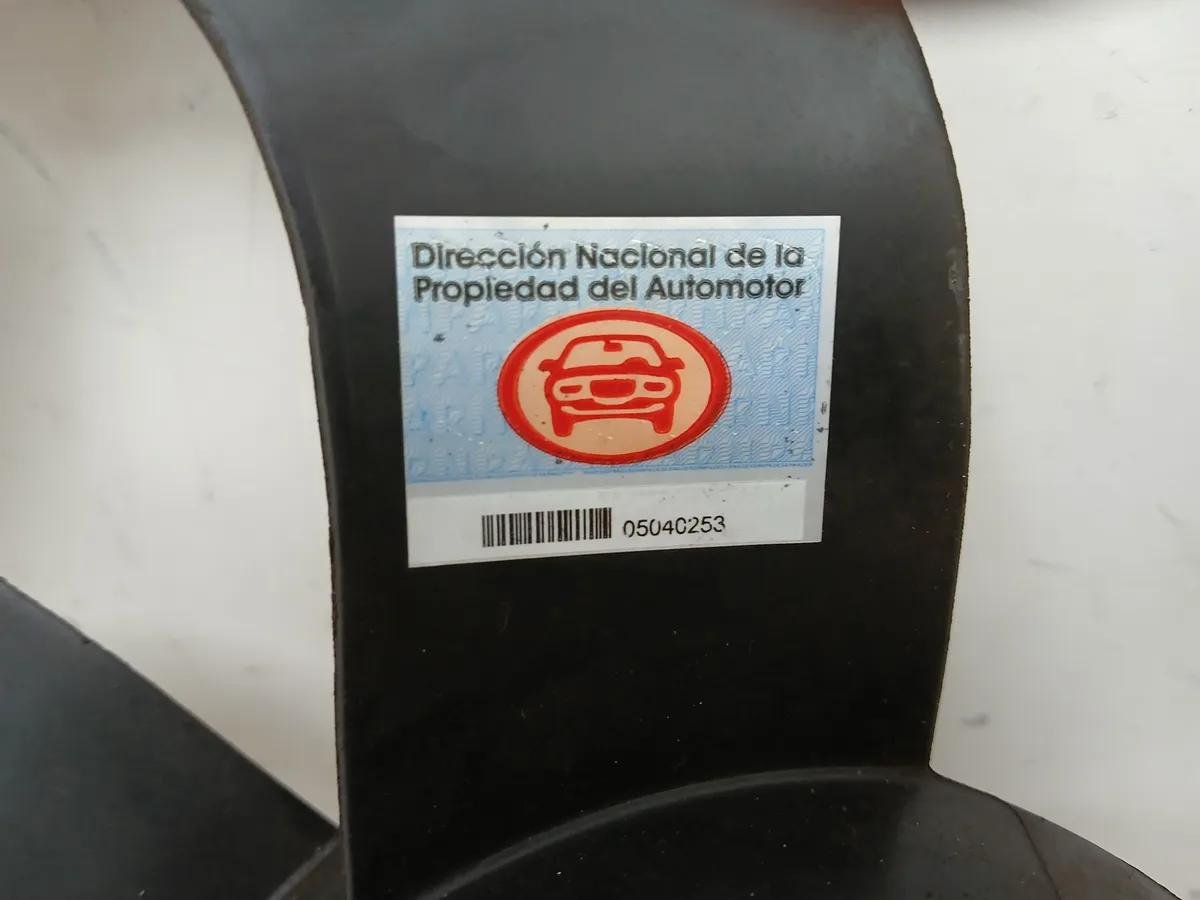 Dirección Nacional de la
Propiedad del Automotor
05040253